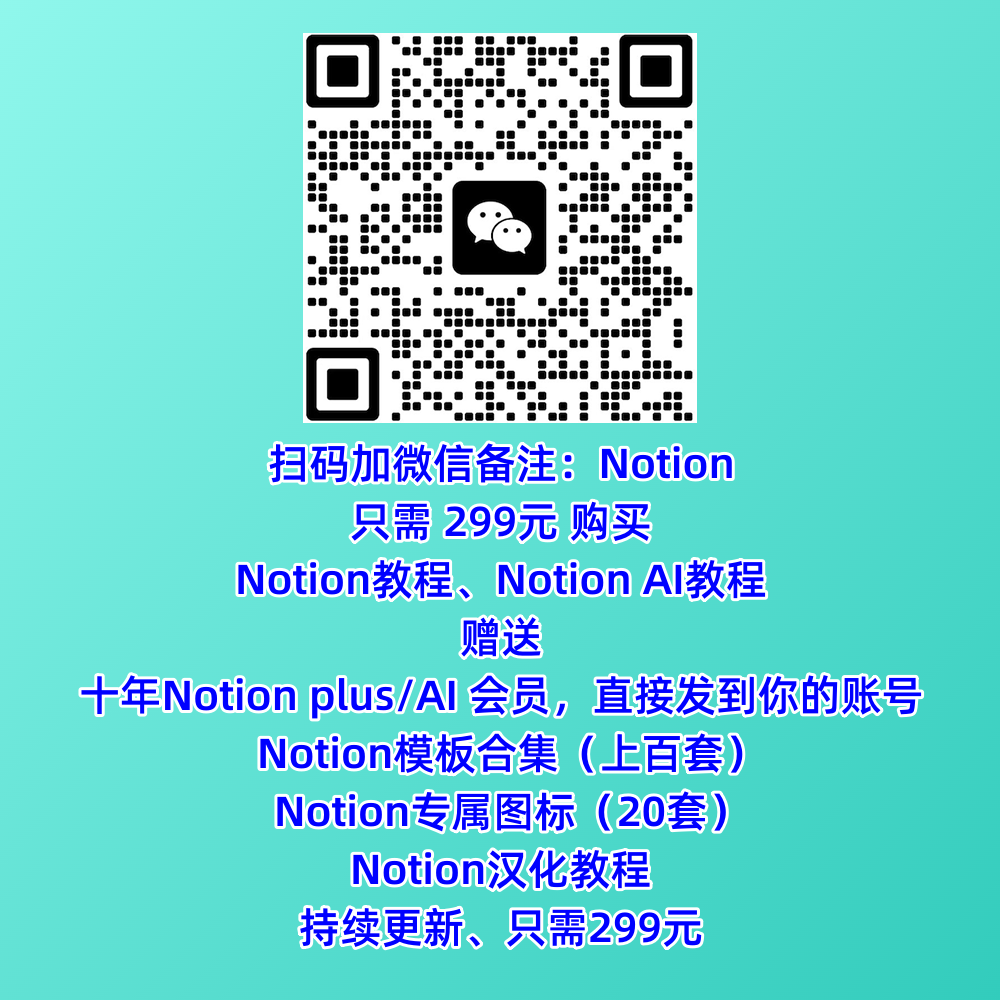 扫码加微信备注：Notion
只需 299元 购买
Notion教程、Notion AI教程
赠送
十年Notion plus/AI 会员，直接发到你的账号
Notion模板合集（上百套）
Notion专属图标（20套）
Notion汉化教程
持续更新、只需299元